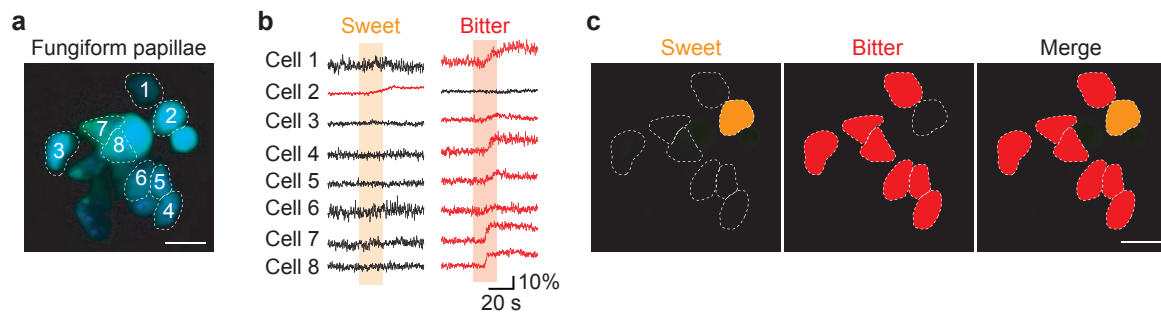 a
Fungiform papillae
1
2
3
4
5
6
7
8
b
Sweet Bitter
Cell 1
Cell 2
Cell 3
Cell 4
Cell 5
Cell 6
Cell 7
Cell 8
10%
20 s
c
Sweet Bitter Merge